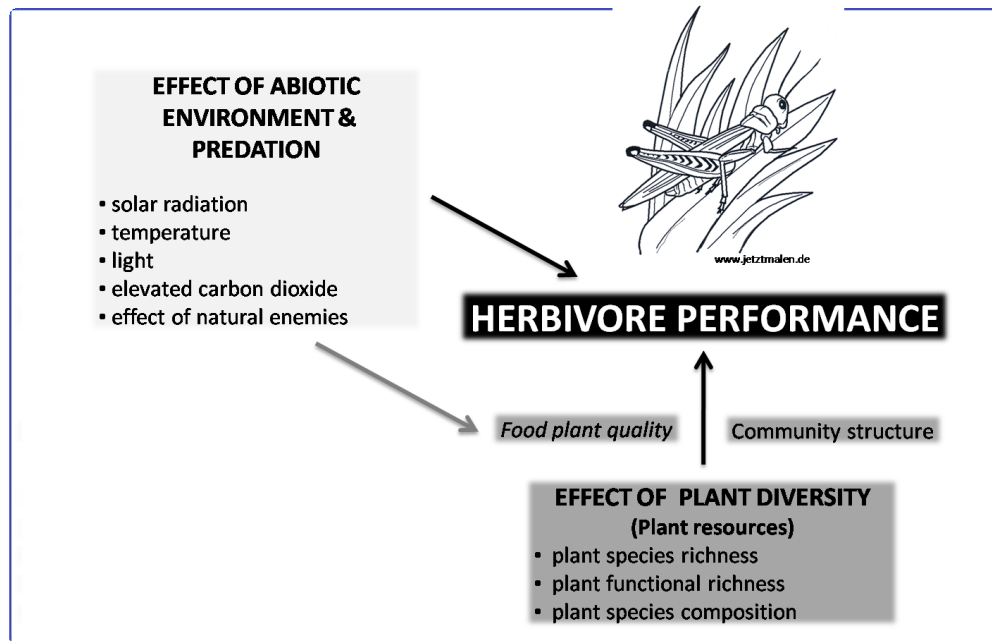 EFFECT OF ABIOTIC
ENVIRONMENT &
PREDATION
▪ solar radiation
▪ temperature
▪ light
▪ elevated carbon dioxide
▪ effect of natural enemies
www.jetztmalen.de
HERBIVORE PERFORMANCE
Food plant quality
Community structure
EFFECT OF PLANT DIVERSITY
(Plant resources)
▪ plant species richness
▪ plant functional richness
▪ plant species composition